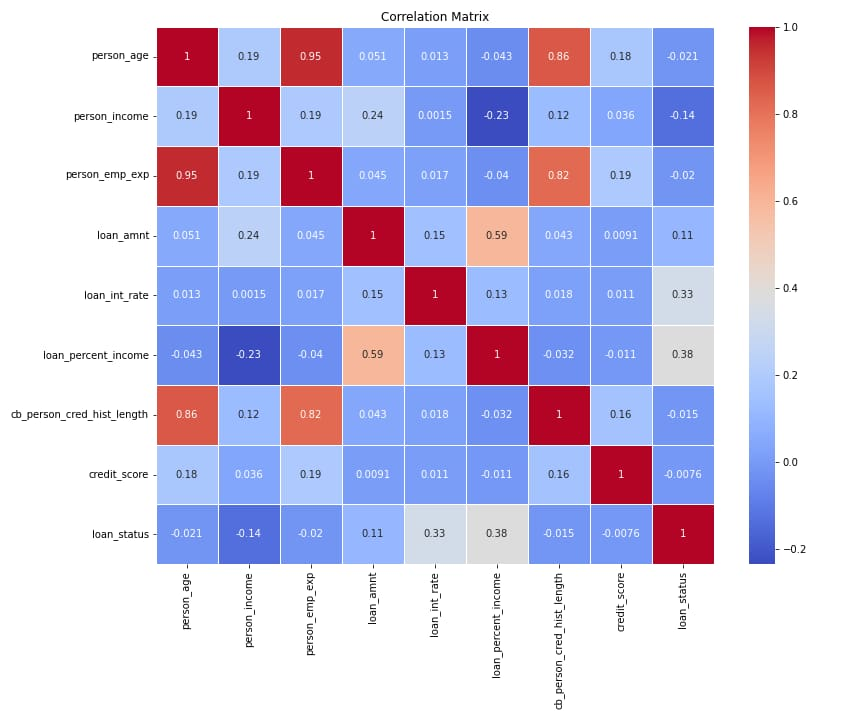 Correlation Matrix
person_age 1 0.19 0.95 0.051 0.013 -0.043 0.86 0.18 -0.021
person_income 0.19 1 0.19 0.24 0.0015 -0.23 0.12 0.036 -0.14
person_emp_exp 0.95 0.19 1 0.045 0.017 -0.04 0.82 0.19 -0.02
loan_amnt 0.051 0.24 0.045 1 0.15 0.59 0.043 0.0091 0.11
loan_int_rate 0.013 0.0015 0.017 0.15 1 0.13 0.018 0.011 0.33
loan_percent_income -0.043 -0.23 -0.04 0.59 0.13 1 -0.032 -0.011 0.38
cb_person_cred_hist_length 0.86 0.12 0.82 0.043 0.018 -0.032 1 0.16 -0.015
credit_score 0.18 0.036 0.19 0.0091 0.011 -0.011 0.16 1 -0.0076
loan_status -0.021 -0.14 -0.02 0.11 0.33 0.38 -0.015 -0.0076 1
person_age
person_income
person_emp_exp
loan_amnt
loan_int_rate
loan_percent_income
cb_person_cred_hist_length
credit_score
loan_status
1.0
0.8
0.6
0.4
0.2
0.0
−0.2